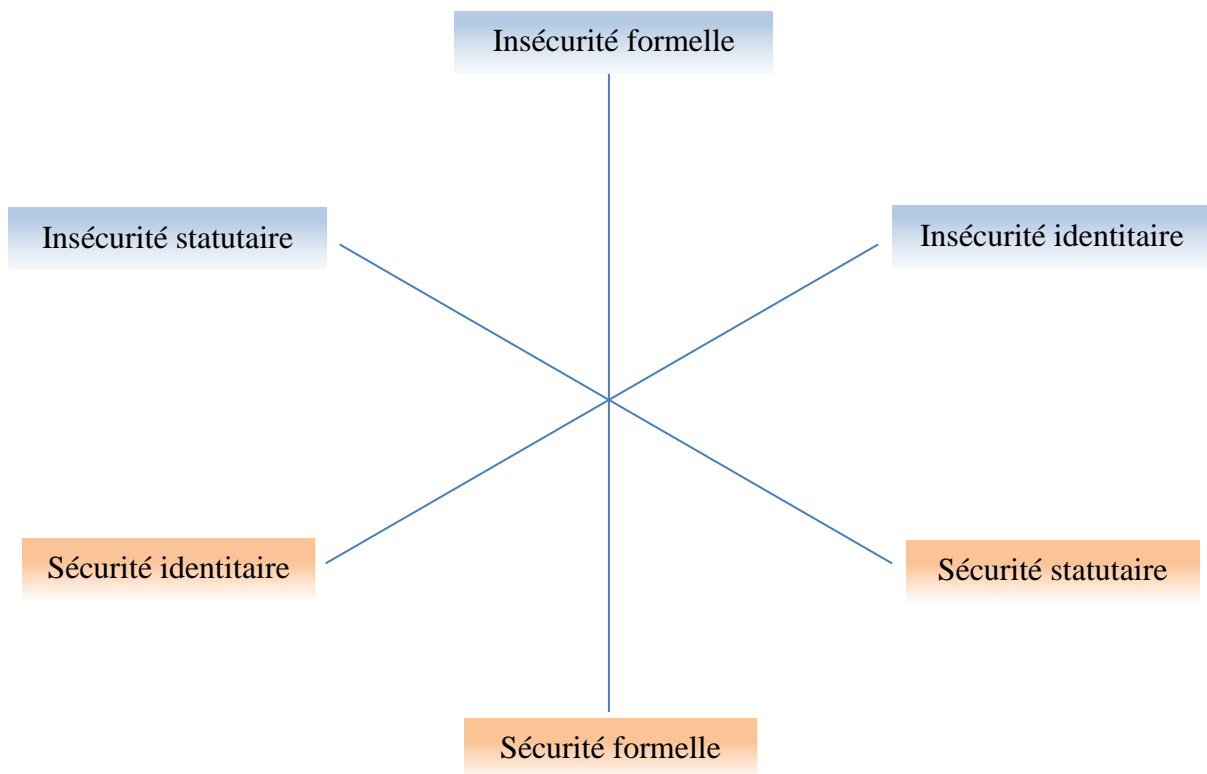 Insécurité formelle
Insécurité statutaire
Insécurité identitaire
Sécurité identitaire
Sécurité statutaire
Sécurité formelle